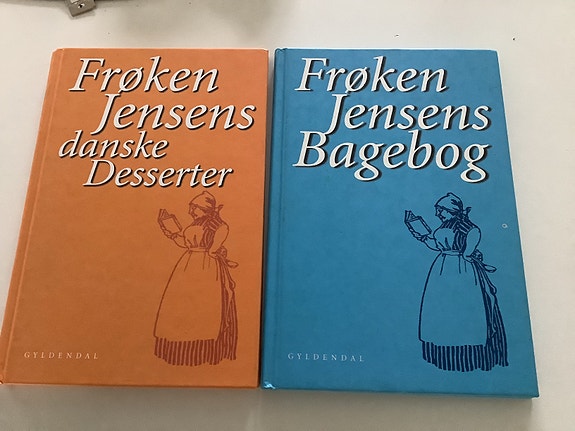 Frøken
Jensens
danske
Desserter
GYLDENDAL
Frøken
Jensens
Bagebog
GYLDENDAL